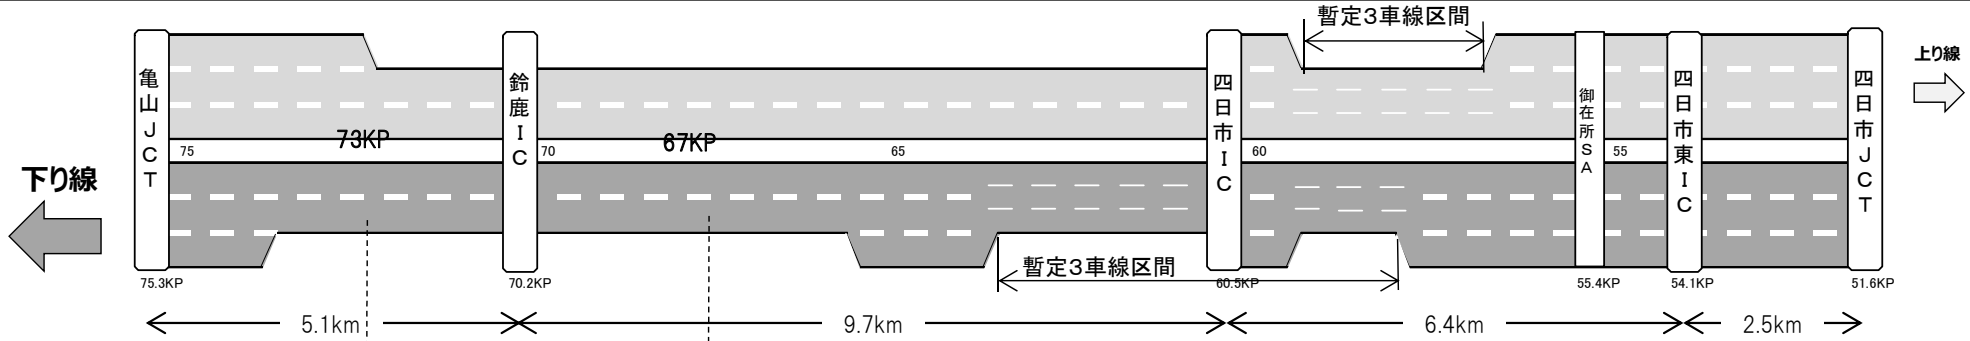 暫定３車線区間
上り線
亀山ＪＣＴ
鈴鹿ＩＣ
四日市ＩＣ
御在所ＳＡ
四日市東ＩＣ
四日市ＪＣＴ
75
73KP
70
67KP
65
60
55
下り線
暫定３車線区間
75.3KP
70.2KP
60.5KP
55.4KP
54.1KP
51.6KP
5.1km
9.7km
6.4km
2.5km